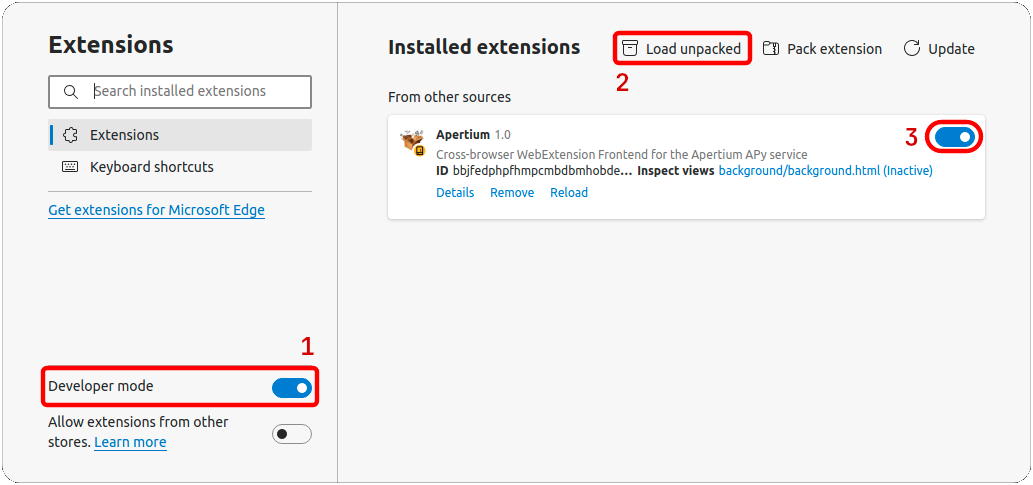 Extensions
Search installed extensions
Extensions
Keyboard shortcuts
Get extensions for Microsoft Edge
1
Developer mode
Allow extensions from other
stores. Learn more
Installed extensions
Load unpacked
Pack extension
Update
2
From other sources
Apertium 1.0
3
Cross-browser WebExtension Frontend for the Apertium APy service
ID bbjfedphpfhmpcmbdbmhobde... Inspect views background/background.html (Inactive)
Details Remove Reload